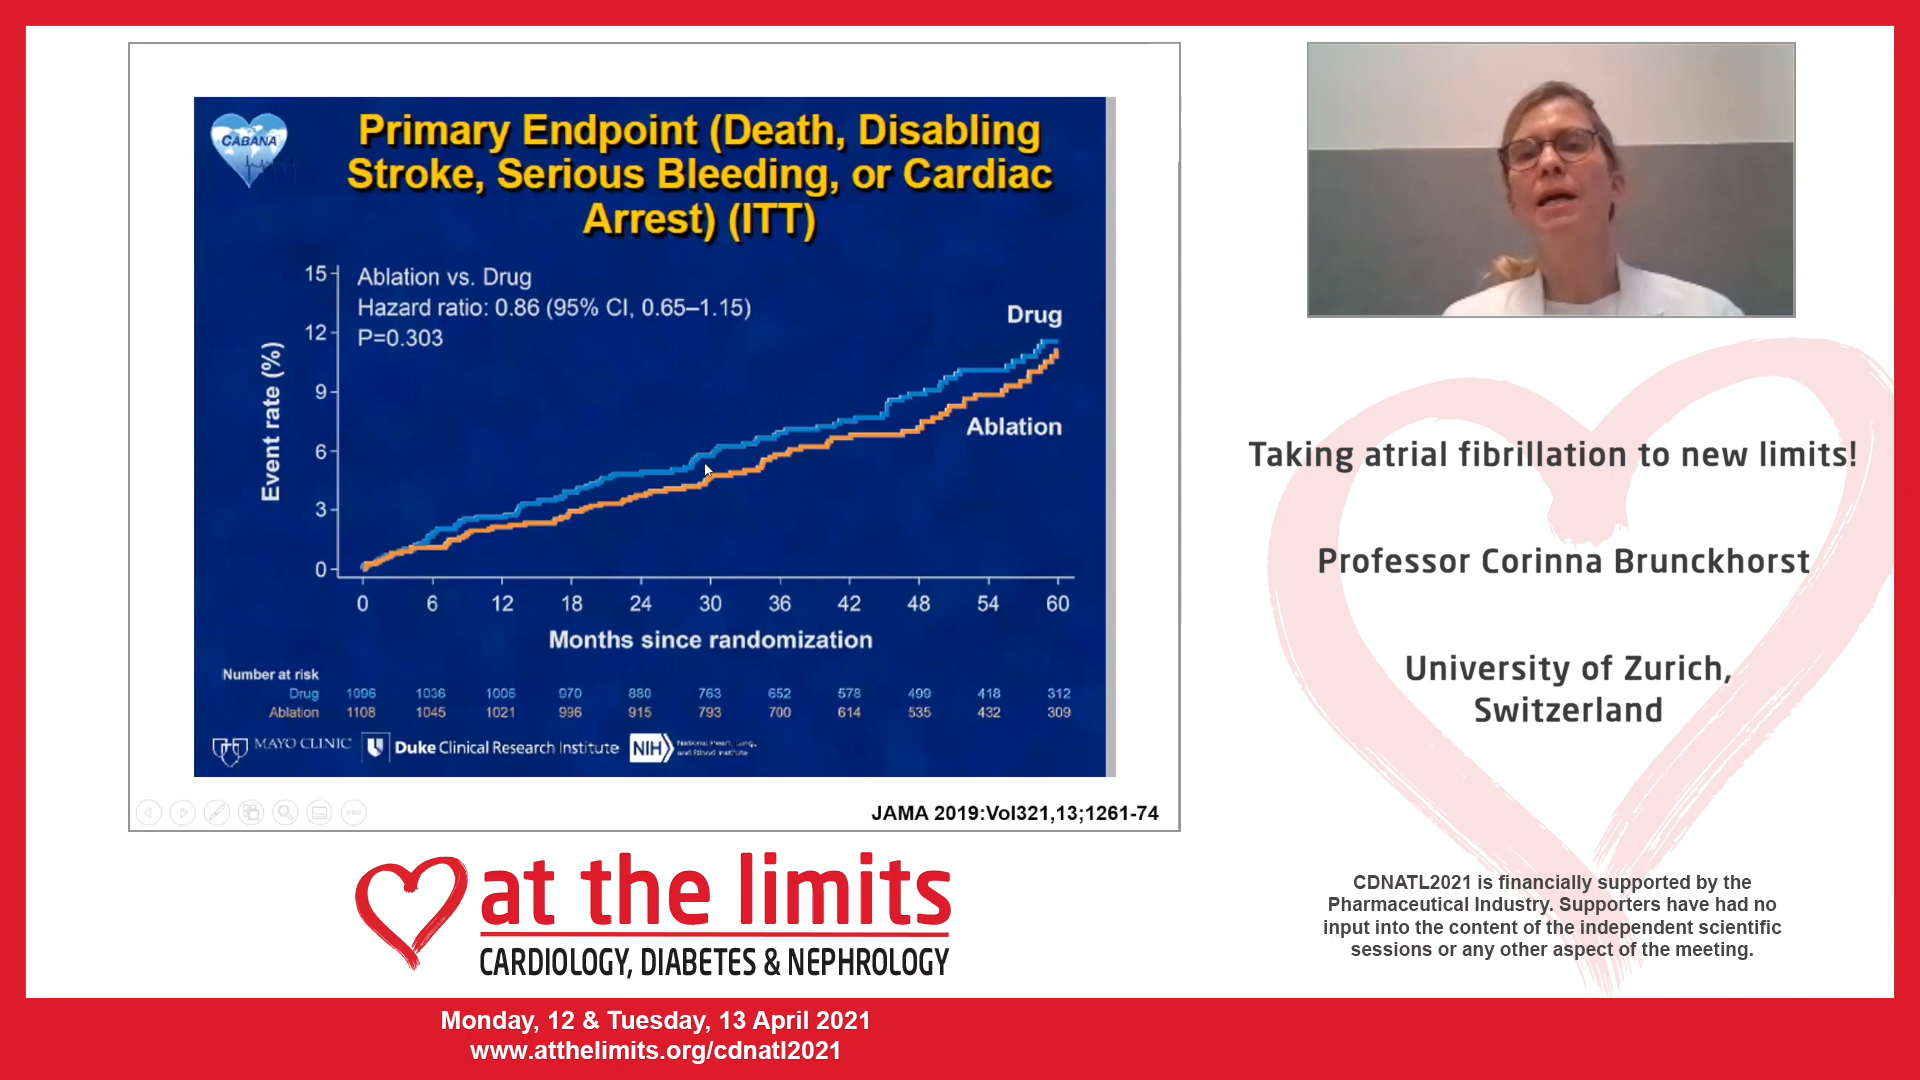 CABANA
Primary Endpoint (Death, Disabling
Stroke, Serious Bleeding, or Cardiac
Arrest) (ITT)
Ablation vs. Drug
Hazard ratio: 0.86 (95% CI, 0.65–1.15)
P=0.303
15
12
9
6
3
0
Event rate (%)
Drug
Ablation
0 6 12 18 24 30 36 42 48 54 60
Months since randomization
Number at risk
Drug 1096 1036 1006 970 880 763 652 578 499 418 312
Ablation 1108 1045 1021 996 915 793 700 614 535 432 309
MAYO CLINIC
Duke Clinical Research Institute
NIH
National Heart, Lung,
and Blood Institute
JAMA 2019:Vol321,13;1261-74
at the limits
CARDIOLOGY, DIABETES & NEPHROLOGY
Monday, 12 & Tuesday, 13 April 2021
www.atthelimits.org/cdnatl2021
Taking atrial fibrillation to new limits!
Professor Corinna Brunckhorst
University of Zurich,
Switzerland
CDNATL2021 is financially supported by the
Pharmaceutical Industry. Supporters have had no
input into the content of the independent scientific
sessions or any other aspect of the meeting.